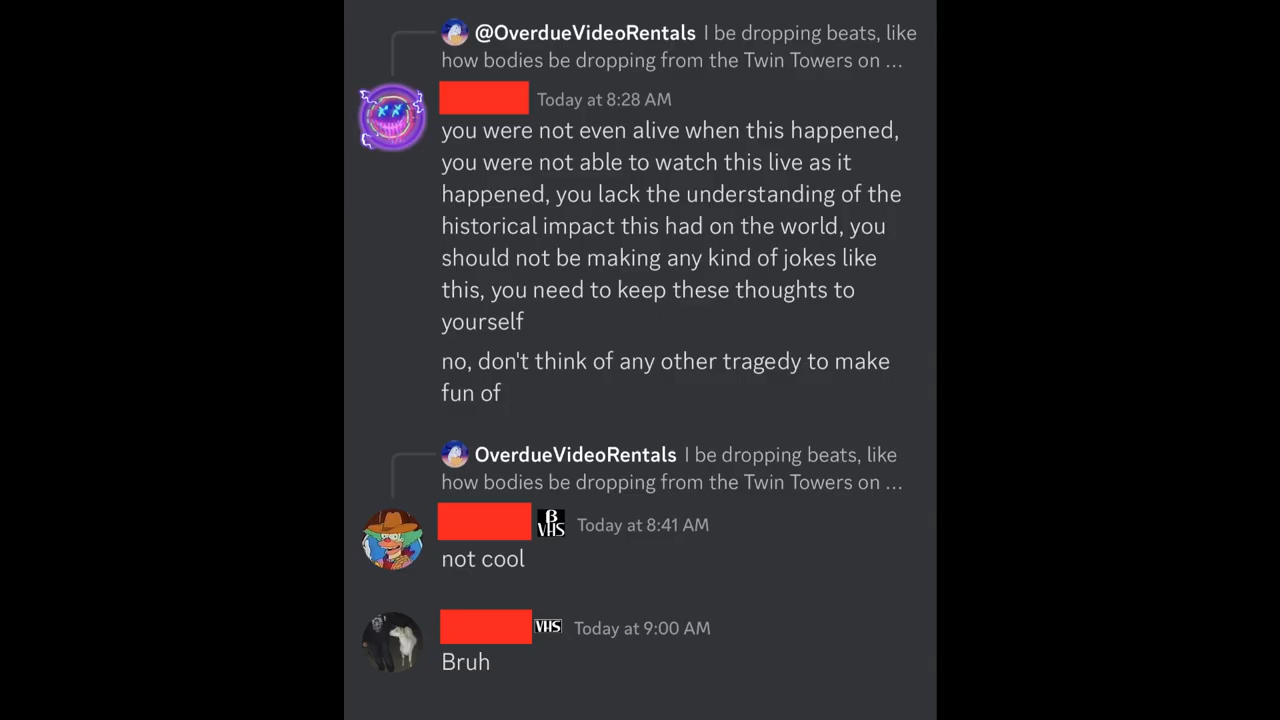 @OverdueVideoRentals I be dropping beats, like
how bodies be dropping from the Twin Towers on ...
Today at 8:28 AM
you were not even alive when this happened,
you were not able to watch this live as it
happened, you lack the understanding of the
historical impact this had on the world, you
should not be making any kind of jokes like
this, you need to keep these thoughts to
yourself
no, don't think of any other tragedy to make
fun of
OverdueVideoRentals I be dropping beats, like
how bodies be dropping from the Twin Towers on ...
B
VHS Today at 8:41 AM
not cool
VHS Today at 9:00 AM
Bruh